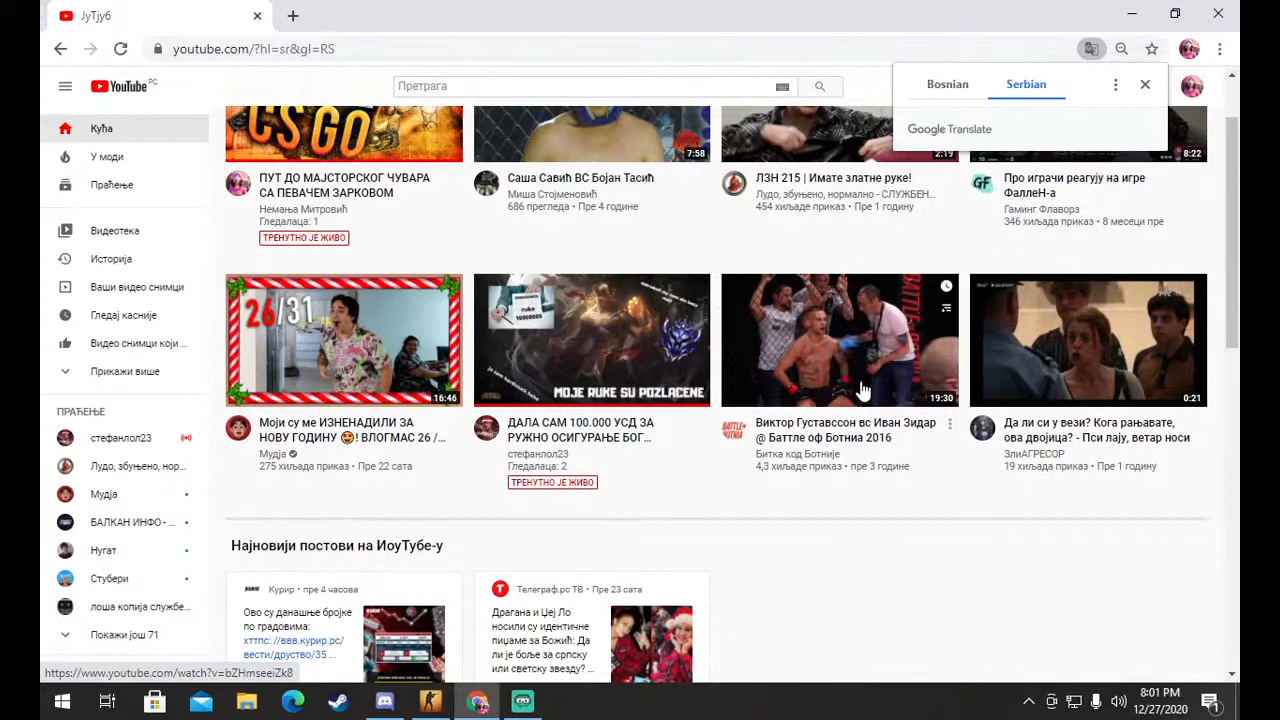 ЈуТјуб
youtube.com/?hl=sr&gl=RS
YouTube PC
Претрага
Bosnian
Serbian
Google Translate
Кућа
У моди
Праћење
Видеотека
Историја
Ваши видео снимци
Гледај касније
Видео снимци који ...
Прикажи више
ПРАЋЕЊЕ
стефанлол23
Лудо, збуњено, нор...
Муdја
БАЛКАН ИНФО - ...
Нугат
Стубери
лоша копија службе...
Покажи још 71
CS GO
7:58
2:19
8:22
ПУТ ДО МАЈСТОРСКОГ ЧУВАРА
СА ПЕВАЧЕМ ЗАРКОВОМ
Немања Митровић
Гледалаца: 1
ТРЕНУТНО ЈЕ ЖИВО
Саша Савић ВС Бојан Тасић
Миша Стојменовић
686 прегледа • Пре 4 године
ЛЗН 215 | Имате златне руке!
Лудо, збуњено, нормално - СЛУЖБЕН...
454 хиљаде приказ • Пре 1 годину
Про играчи реагују на игре
ФаллеН-а
Гаминг Флаворз
346 хиљада приказ • 8 месеци пре
26/31
16:46
MOJE RUKE SU POZLACENE
19:30
0:21
Моји су ме ИЗНЕНАДИЛИ ЗА
НОВУ ГОДИНУ 🤩! ВЛОГМАС 26 /...
Мудја
275 хиљада приказ • Пре 22 сата
ДАЛА САМ 100.000 УСД ЗА
РУЖНО ОСИГУРАЊЕ БОГ...
стефанлол23
Гледалаца: 2
ТРЕНУТНО ЈЕ ЖИВО
Виктор Густавссон вс Иван Зидар
@ Баттле оф Ботниа 2016
Битка код Ботније
4,3 хиљаде приказ • пре 3 године
Да ли си у вези? Кога рањавате,
ова двојица? - Пси лају, ветар носи
ЗлиАГРЕСОР
19 хиљада приказ • Пре 1 годину
Најновији постови на ИоуТубе-у
Курир • пре 4 часова
Ово су данашње бројке
по градовима:
хттпс: //ввв.курир.рс/
вести/друство/35 ...
Телеграф.рс ТВ • Пре 23 сата
Драгана и Џеј Ло
носили су идентичне
пиџаме за Божић: Да
ли је боље за српску
или светску звезду? ...
https://www.youtube.com/watch?v=bZHmseeiZk8
8:01 PM
12/27/2020
1